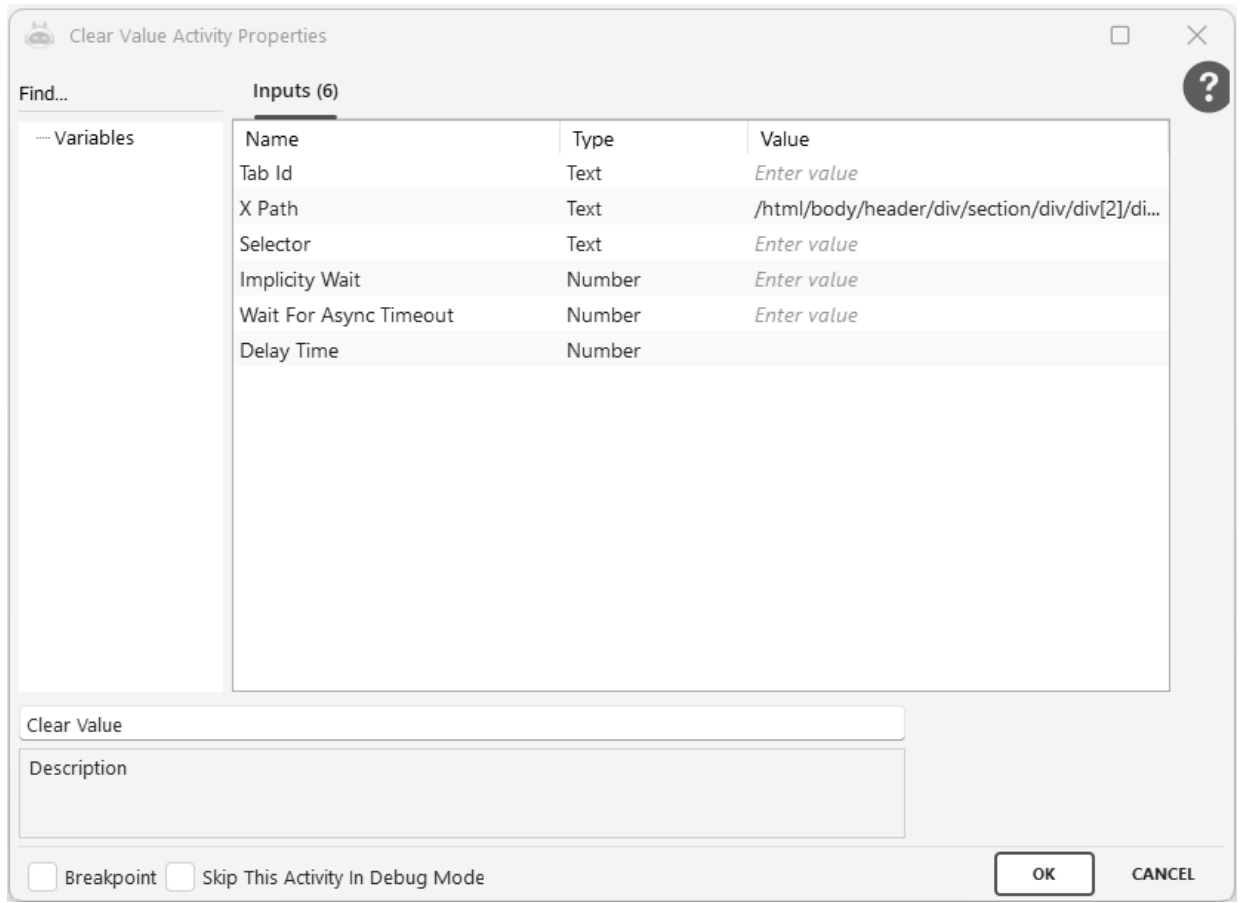 Clear Value Activity Properties
Find...
Inputs (6)
?
Variables
Name Type Value
Tab Id Text Enter value
X Path Text /html/body/header/div/section/div/div[2]/di...
Selector Text Enter value
Implicity Wait Number Enter value
Wait For Async Timeout Number Enter value
Delay Time Number
Clear Value
Description
Breakpoint Skip This Activity In Debug Mode OK CANCEL